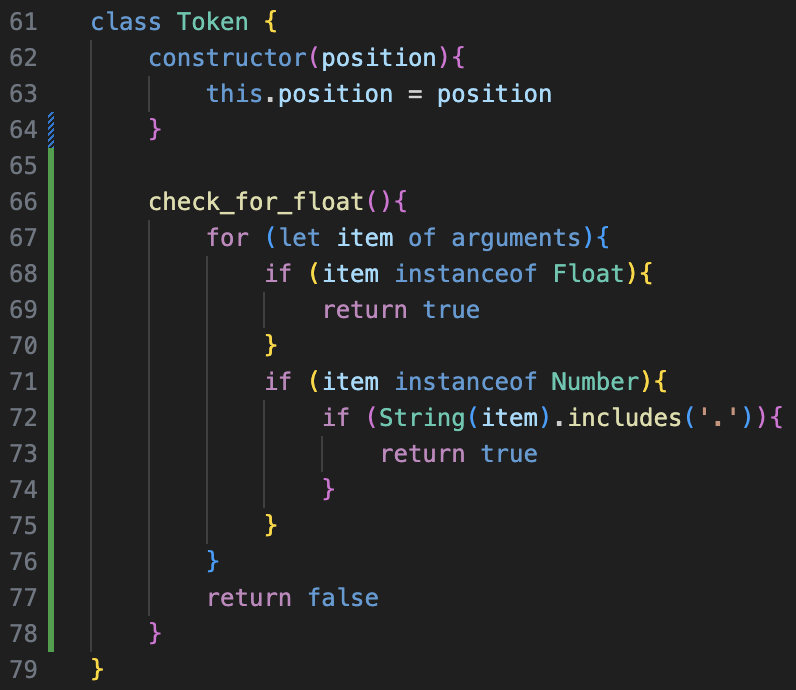 61 class Token {
62     constructor(position){
63         this.position = position
64     }
65
66     check_for_float(){
67         for (let item of arguments){
68             if (item instanceof Float){
69                 return true
70             }
71             if (item instanceof Number){
72                 if (String(item).includes('.')){
73                     return true
74                 }
75             }
76         }
77         return false
78     }
79 }